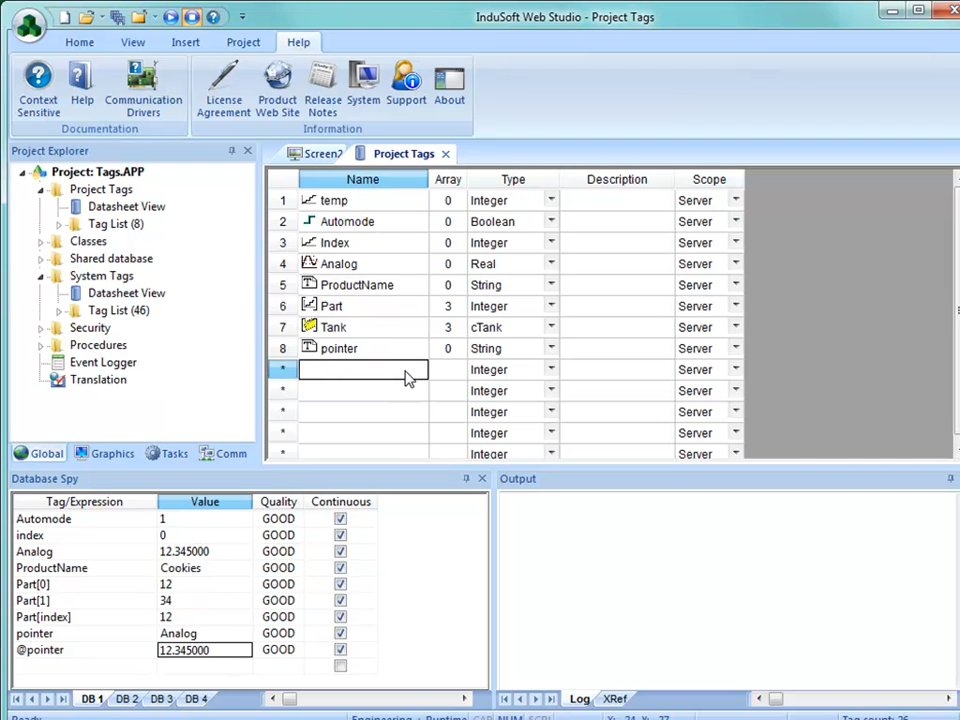 InduSoft Web Studio - Project Tags
Home View Insert Project Help
Context Sensitive
Help
Communication Drivers
License Agreement
Product Web Site
Release Notes
System
Support
About
Documentation
Information
Project Explorer
Screen2 Project Tags
Project: Tags.APP
Project Tags
Datasheet View
Tag List (8)
Classes
Shared database
System Tags
Datasheet View
Tag List (46)
Security
Procedures
Event Logger
Translation
Global Graphics Tasks Comm
Name Array Type Description Scope
1 temp 0 Integer Server
2 Automode 0 Boolean Server
3 Index 0 Integer Server
4 Analog 0 Real Server
5 ProductName 0 String Server
6 Part 3 Integer Server
7 Tank 3 cTank Server
8 pointer 0 String Server
* Integer Server
* Integer Server
* Integer Server
* Integer Server
* Integer Server
Database Spy
Tag/Expression Value Quality Continuous
Automode 1 GOOD
index 0 GOOD
Analog 12.345000 GOOD
ProductName Cookies GOOD
Part[0] 12 GOOD
Part[1] 34 GOOD
Part[index] 12 GOOD
pointer Analog GOOD
@pointer 12.345000 GOOD
DB 1 DB 2 DB 3 DB 4
Output
Log XRef